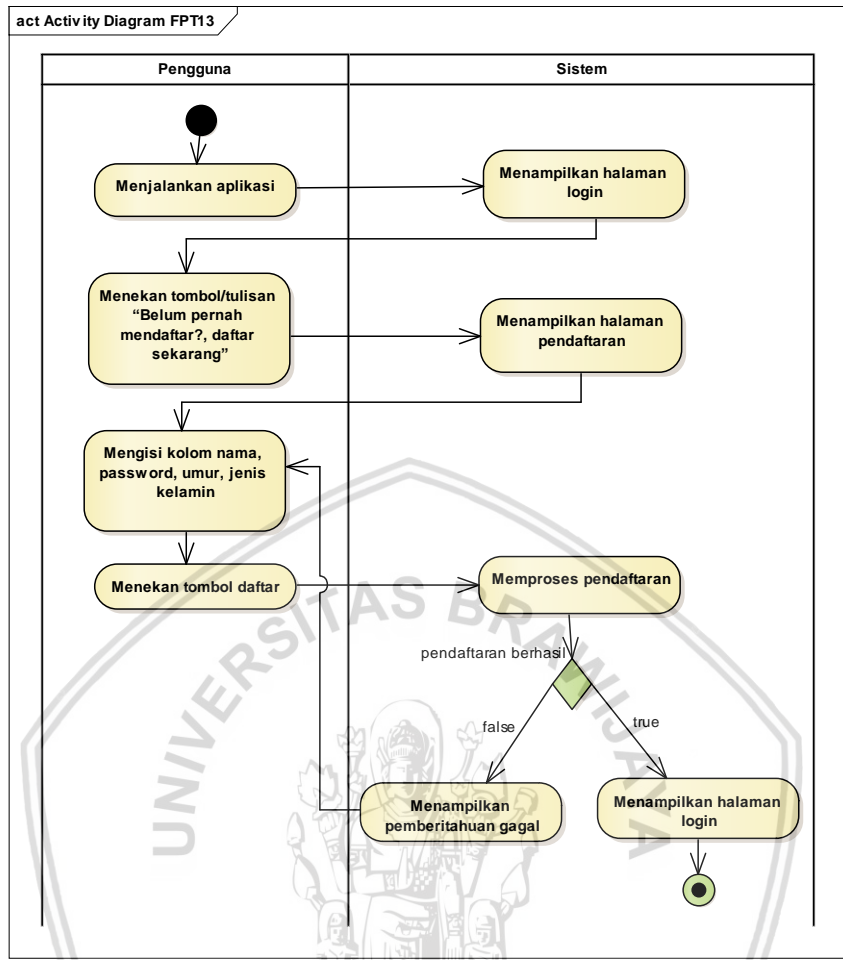 act Activity Diagram FPT13
Pengguna
Sistem
Menjalankan aplikasi
Menampilkan halaman
login
Menekan tombol/tulisan
“Belum pernah
mendaftar?, daftar
sekarang”
Menampilkan halaman
pendaftaran
Mengisi kolom nama,
password, umur, jenis
kelamin
Menekan tombol daftar
Memproses pendaftaran
pendaftaran berhasil
false
true
Menampilkan
pemberitahuan gagal
Menampilkan halaman
login
UNIVERSITAS BRAWIJAYA